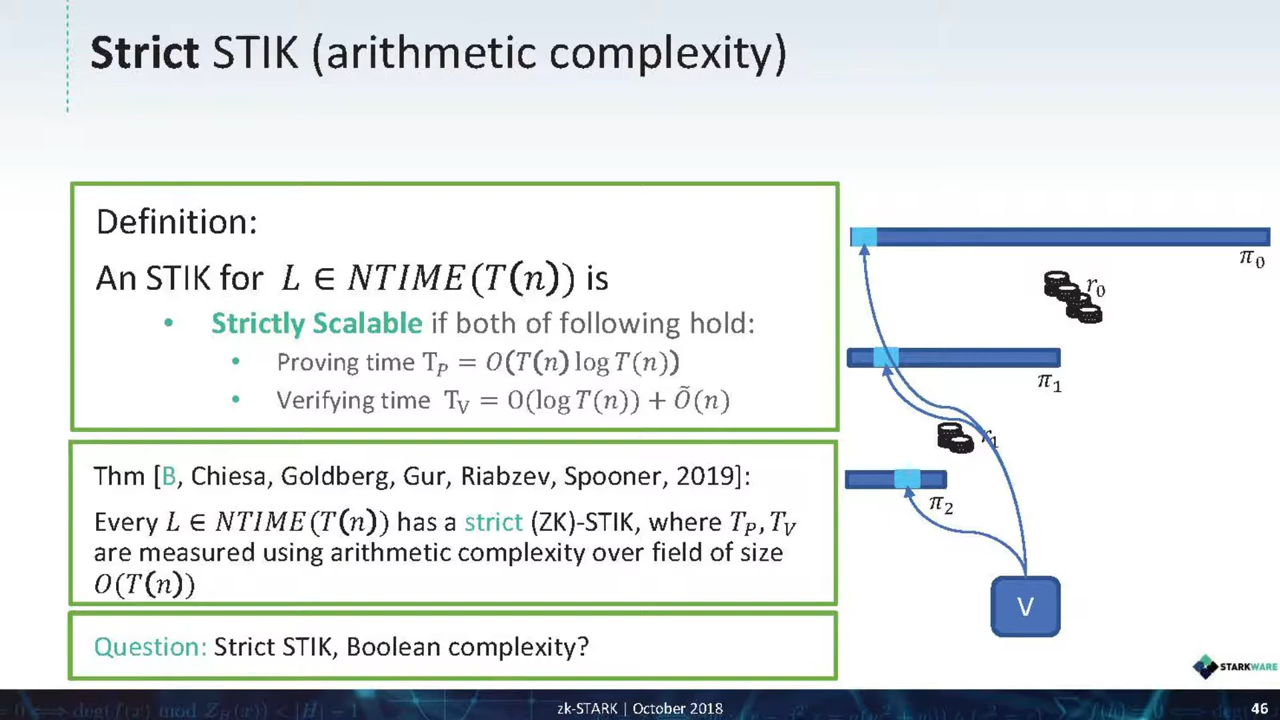 Strict STIK (arithmetic complexity)
Definition:
An STIK for L ∈ NTIME(T(n)) is
• Strictly Scalable if both of following hold:
• Proving time T_P = O(T(n) log T(n))
• Verifying time T_V = O(log T(n)) + Õ(n)
Thm [B, Chiesa, Goldberg, Gur, Riabzev, Spooner, 2019]:
Every L ∈ NTIME(T(n)) has a strict (ZK)-STIK, where T_P, T_V
are measured using arithmetic complexity over field of size
O(T(n))
Question: Strict STIK, Boolean complexity?
π₀
r₀
π₁
r₁
π₂
V
STARKWARE
zk-STARK | October 2018
46